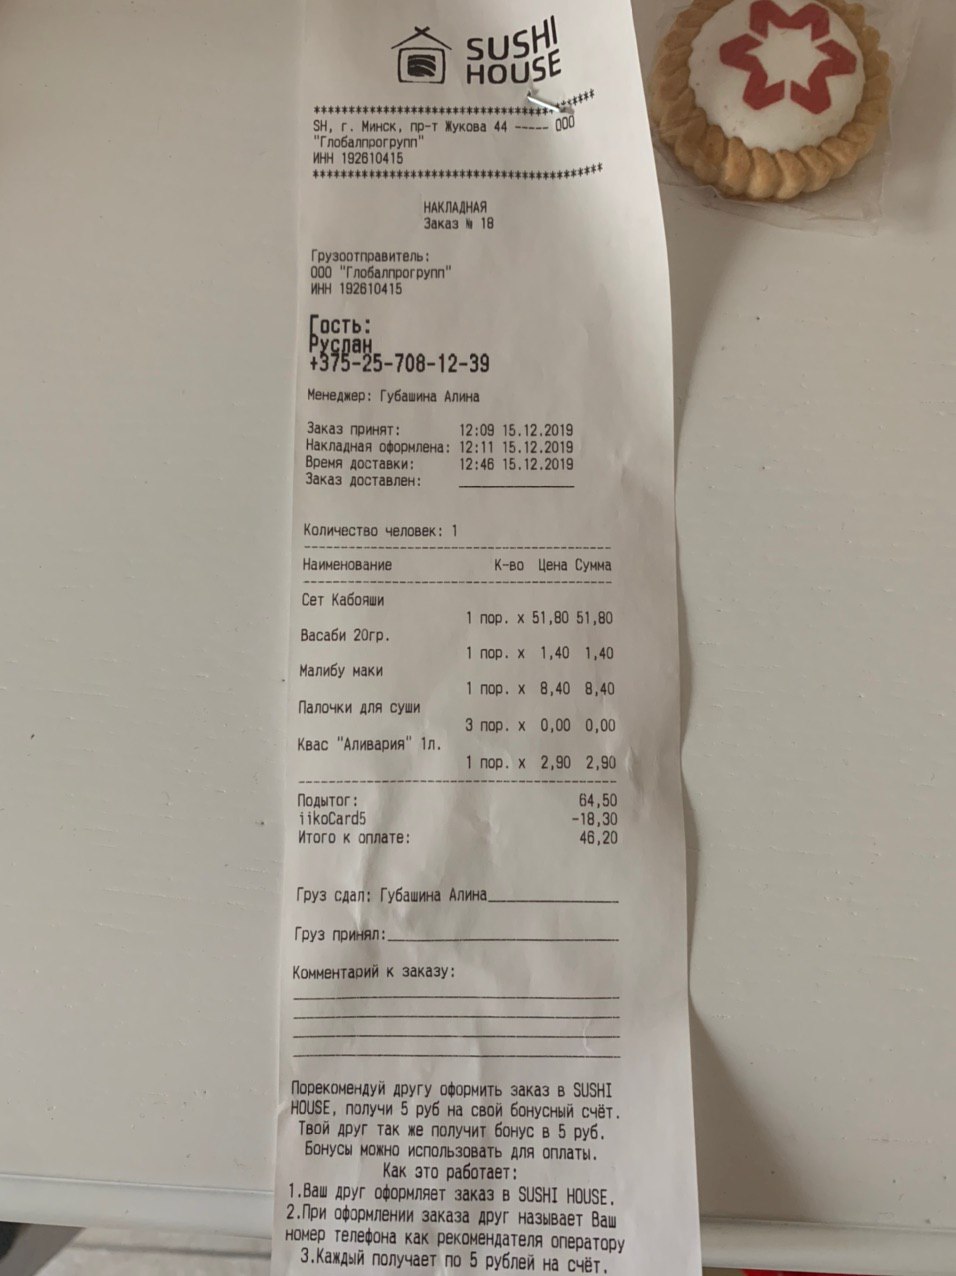 SUSHI
HOUSE
****************************************
SH, г. Минск, пр-т Жукова 44 ----- ООО
"Глобалпрогрупп"
ИНН 192610415
****************************************
НАКЛАДНАЯ
Заказ № 18
Грузоотправитель:
ООО "Глобалпрогрупп"
ИНН 192610415
Гость:
Руслан
+375-25-708-12-39
Менеджер: Губашина Алина
Заказ принят: 12:09 15.12.2019
Накладная оформлена: 12:11 15.12.2019
Время доставки: 12:46 15.12.2019
Заказ доставлен: ____________
Количество человек: 1
Наименование К-во Цена Сумма
Сет Кабояши
1 пор. x 51,80 51,80
Васаби 20гр.
1 пор. x 1,40 1,40
Малибу маки
1 пор. x 8,40 8,40
Палочки для суши
3 пор. x 0,00 0,00
Квас "Аливария" 1л.
1 пор. x 2,90 2,90
Подытог: 64,50
iikoCard5 -18,30
Итого к оплате: 46,20
Груз сдал: Губашина Алина______________
Груз принял:_________________________
Комментарий к заказу:
Порекомендуй другу оформить заказ в SUSHI
HOUSE, получи 5 руб на свой бонусный счёт.
Твой друг так же получит бонус в 5 руб.
Бонусы можно использовать для оплаты.
Как это работает:
1.Ваш друг оформляет заказ в SUSHI HOUSE.
2.При оформлении заказа друг называет Ваш
номер телефона как рекомендателя оператору
3.Каждый получает по 5 рублей на счёт.